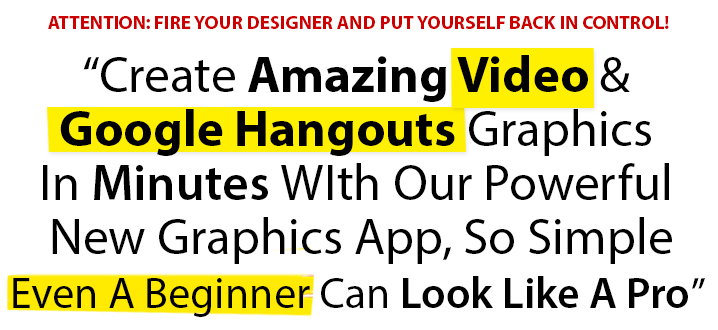 ATTENTION: FIRE YOUR DESIGNER AND PUT YOURSELF BACK IN CONTROL!
“Create Amazing Video &
Google Hangouts Graphics
In Minutes WIth Our Powerful
New Graphics App, So Simple
Even A Beginner Can Look Like A Pro”